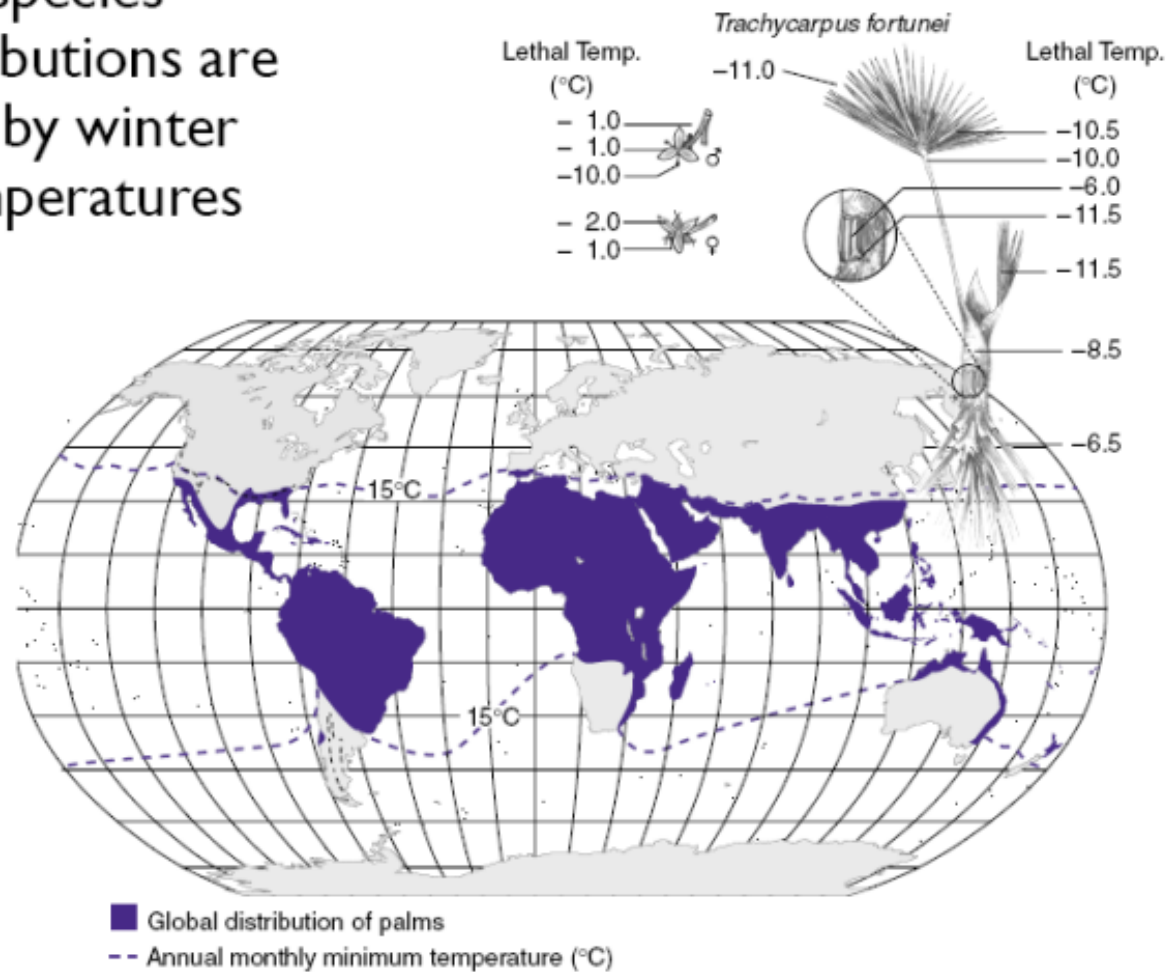 species
butions are
by winter
peratures
Trachycarpus fortunei
Lethal Temp.
(°C)
– 1.0
– 1.0
–10.0
♂
– 2.0
– 1.0
♀
–11.0
Lethal Temp.
(°C)
–10.5
–10.0
–6.0
–11.5
–11.5
–8.5
–6.5
15°C
15°C
Global distribution of palms
Annual monthly minimum temperature (°C)